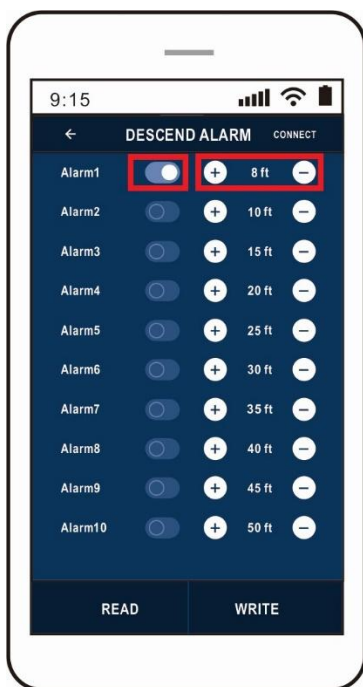 9:15
← DESCEND ALARM CONNECT
Alarm1 + 8 ft −
Alarm2 + 10 ft −
Alarm3 + 15 ft −
Alarm4 + 20 ft −
Alarm5 + 25 ft −
Alarm6 + 30 ft −
Alarm7 + 35 ft −
Alarm8 + 40 ft −
Alarm9 + 45 ft −
Alarm10 + 50 ft −
READ WRITE